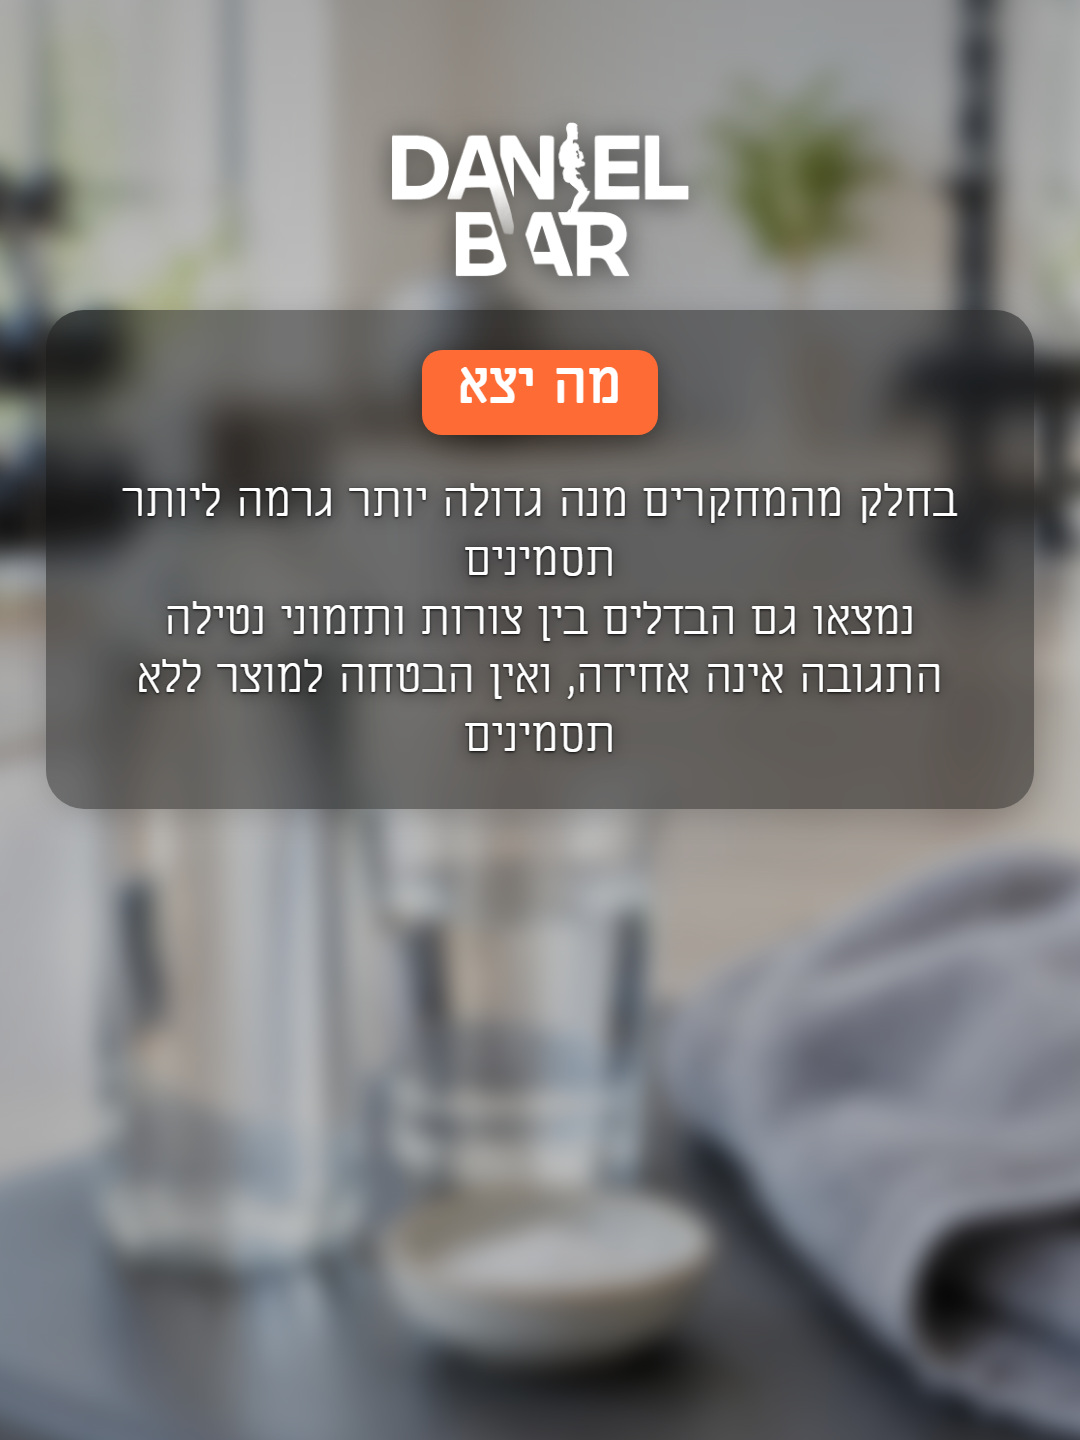 DANIEL
BAR
מה יצא
בחלק מהמחקרים מנה גדולה יותר גרמה ליותר
תסמינים
נמצאו גם הבדלים בין צורות ותזמוני נטילה
התגובה אינה אחידה, ואין הבטחה למוצר ללא
תסמינים